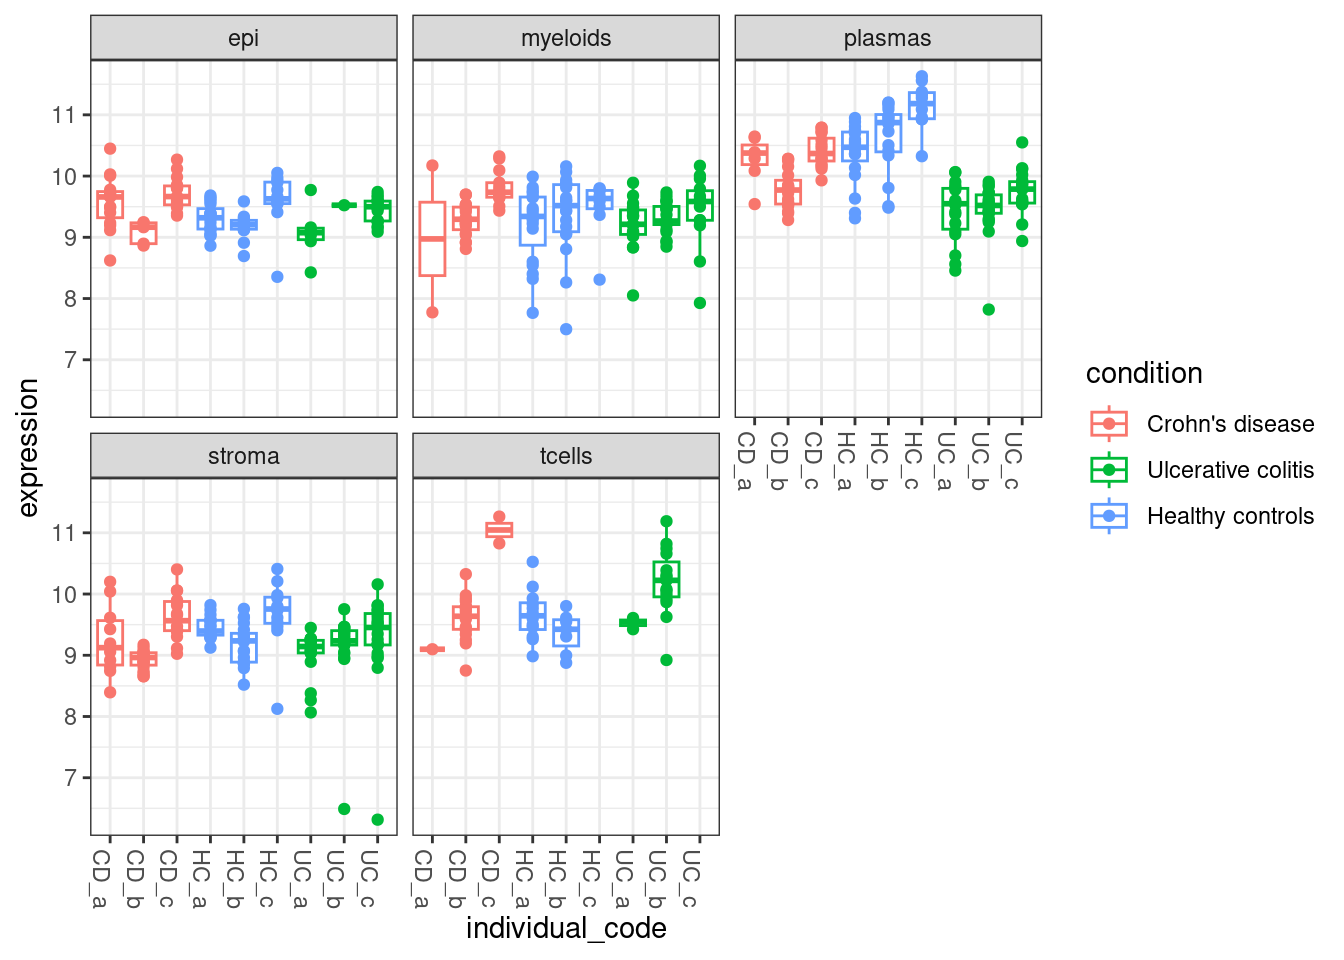 epi
myeloids
plasmas
11
10
9
8
7
expression
CD_a
CD_b
CD_c
HC_a
HC_b
HC_c
UC_a
UC_b
UC_c
condition
Crohn's disease
Ulcerative colitis
Healthy controls
stroma
tcells
11
10
9
8
7
CD_a
CD_b
CD_c
HC_a
HC_b
HC_c
UC_a
UC_b
UC_c
CD_a
CD_b
CD_c
HC_a
HC_b
HC_c
UC_a
UC_b
UC_c
individual_code